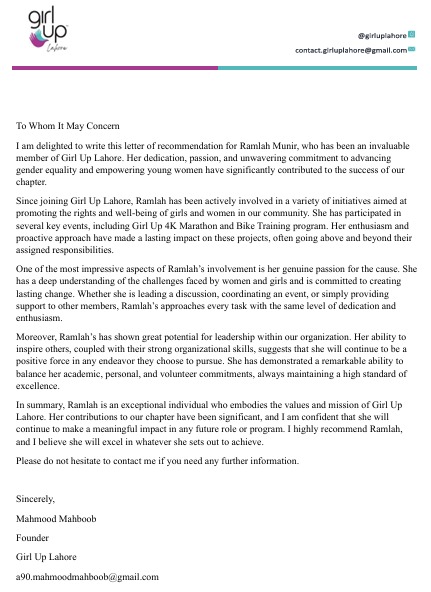 girl
up
Lahore
@girluplahore
contact.girluplahore@gmail.com
To Whom It May Concern
I am delighted to write this letter of recommendation for Ramlah Munir, who has been an invaluable
member of Girl Up Lahore. Her dedication, passion, and unwavering commitment to advancing
gender equality and empowering young women have significantly contributed to the success of our
chapter.
Since joining Girl Up Lahore, Ramlah has been actively involved in a variety of initiatives aimed at
promoting the rights and well-being of girls and women in our community. She has participated in
several key events, including Girl Up 4K Marathon and Bike Training program. Her enthusiasm and
proactive approach have made a lasting impact on these projects, often going above and beyond their
assigned responsibilities.
One of the most impressive aspects of Ramlah's involvement is her genuine passion for the cause. She
has a deep understanding of the challenges faced by women and girls and is committed to creating
lasting change. Whether she is leading a discussion, coordinating an event, or simply providing
support to other members, Ramlah's approaches every task with the same level of dedication and
enthusiasm.
Moreover, Ramlah's has shown great potential for leadership within our organization. Her ability to
inspire others, coupled with their strong organizational skills, suggests that she will continue to be a
positive force in any endeavor they choose to pursue. She has demonstrated a remarkable ability to
balance her academic, personal, and volunteer commitments, always maintaining a high standard of
excellence.
In summary, Ramlah is an exceptional individual who embodies the values and mission of Girl Up
Lahore. Her contributions to our chapter have been significant, and I am confident that she will
continue to make a meaningful impact in any future role or program. I highly recommend Ramlah,
and I believe she will excel in whatever she sets out to achieve.
Please do not hesitate to contact me if you need any further information.
Sincerely,
Mahmood Mahboob
Founder
Girl Up Lahore
a90.mahmoodmahboob@gmail.com